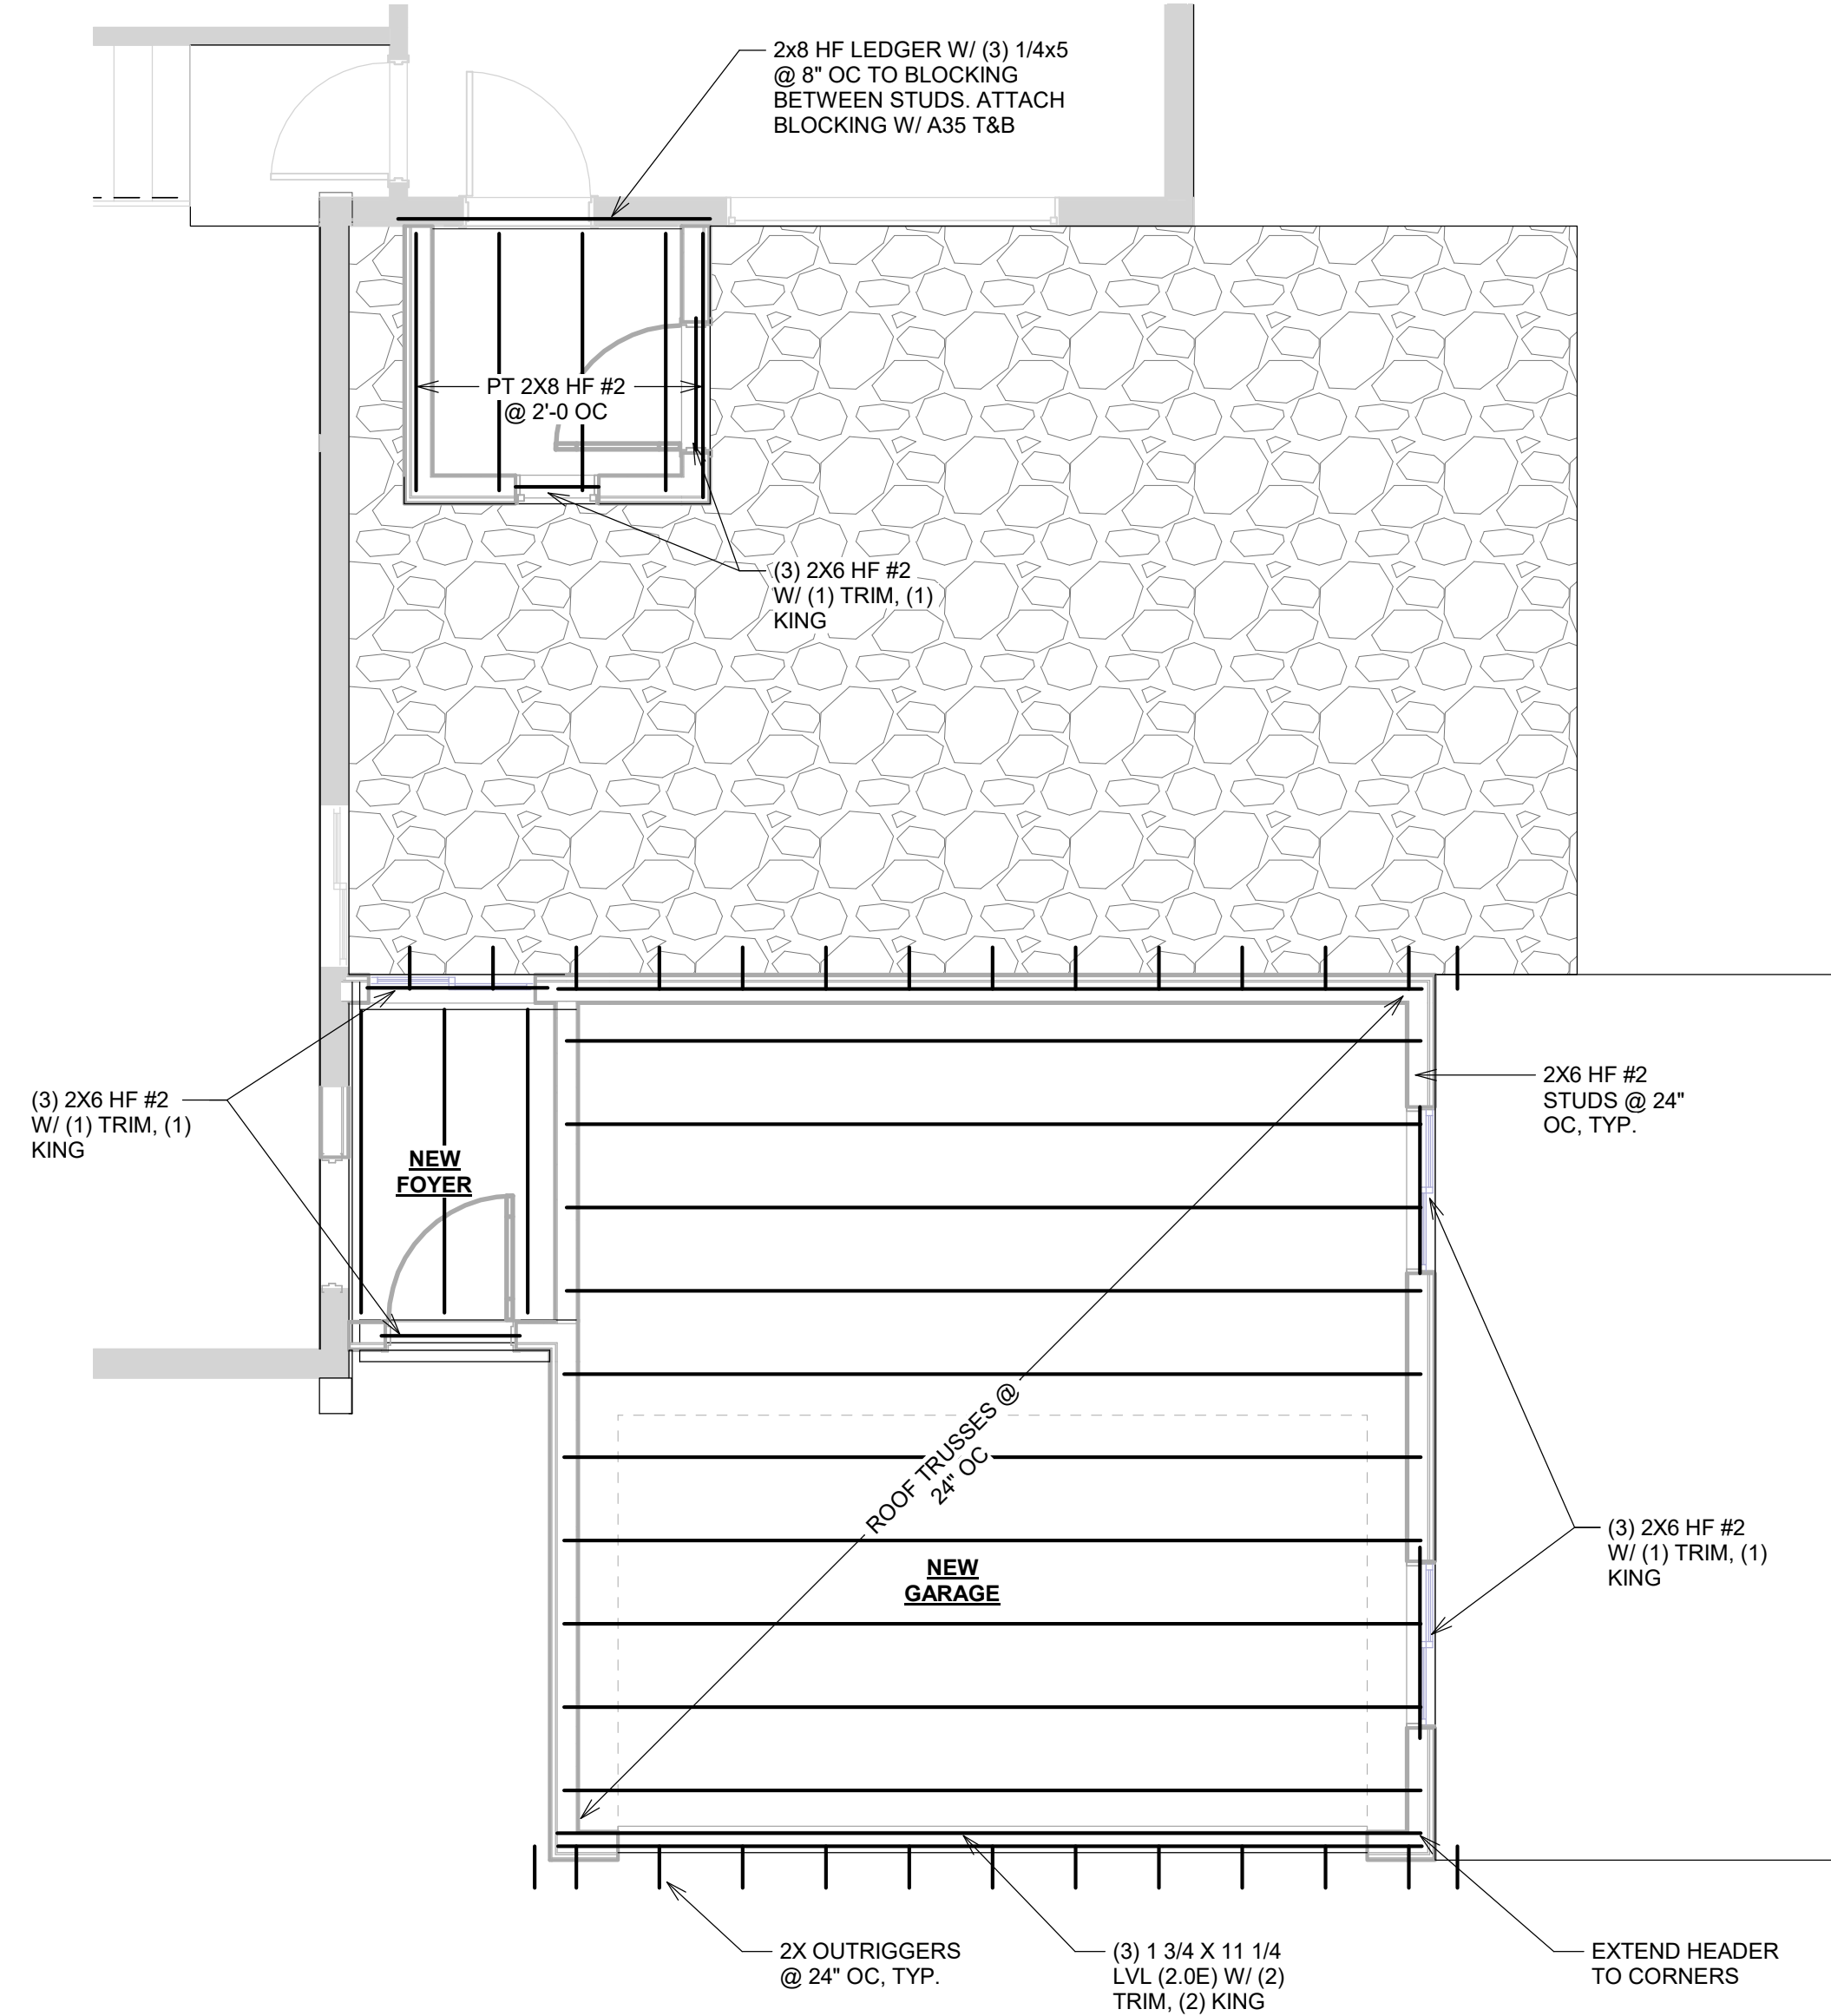 2x8 HF LEDGER W/ (3) 1/4x5
@ 8" OC TO BLOCKING
BETWEEN STUDS. ATTACH
BLOCKING W/ A35 T&B
PT 2X8 HF #2
@ 2'-0 OC
(3) 2X6 HF #2
W/ (1) TRIM, (1)
KING
(3) 2X6 HF #2
W/ (1) TRIM, (1)
KING
NEW
FOYER
2X6 HF #2
STUDS @ 24"
OC, TYP.
ROOF TRUSSES @
24" OC
NEW
GARAGE
(3) 2X6 HF #2
W/ (1) TRIM, (1)
KING
2X OUTRIGGERS
@ 24" OC, TYP.
(3) 1 3/4 X 11 1/4
LVL (2.0E) W/ (2)
TRIM, (2) KING
EXTEND HEADER
TO CORNERS